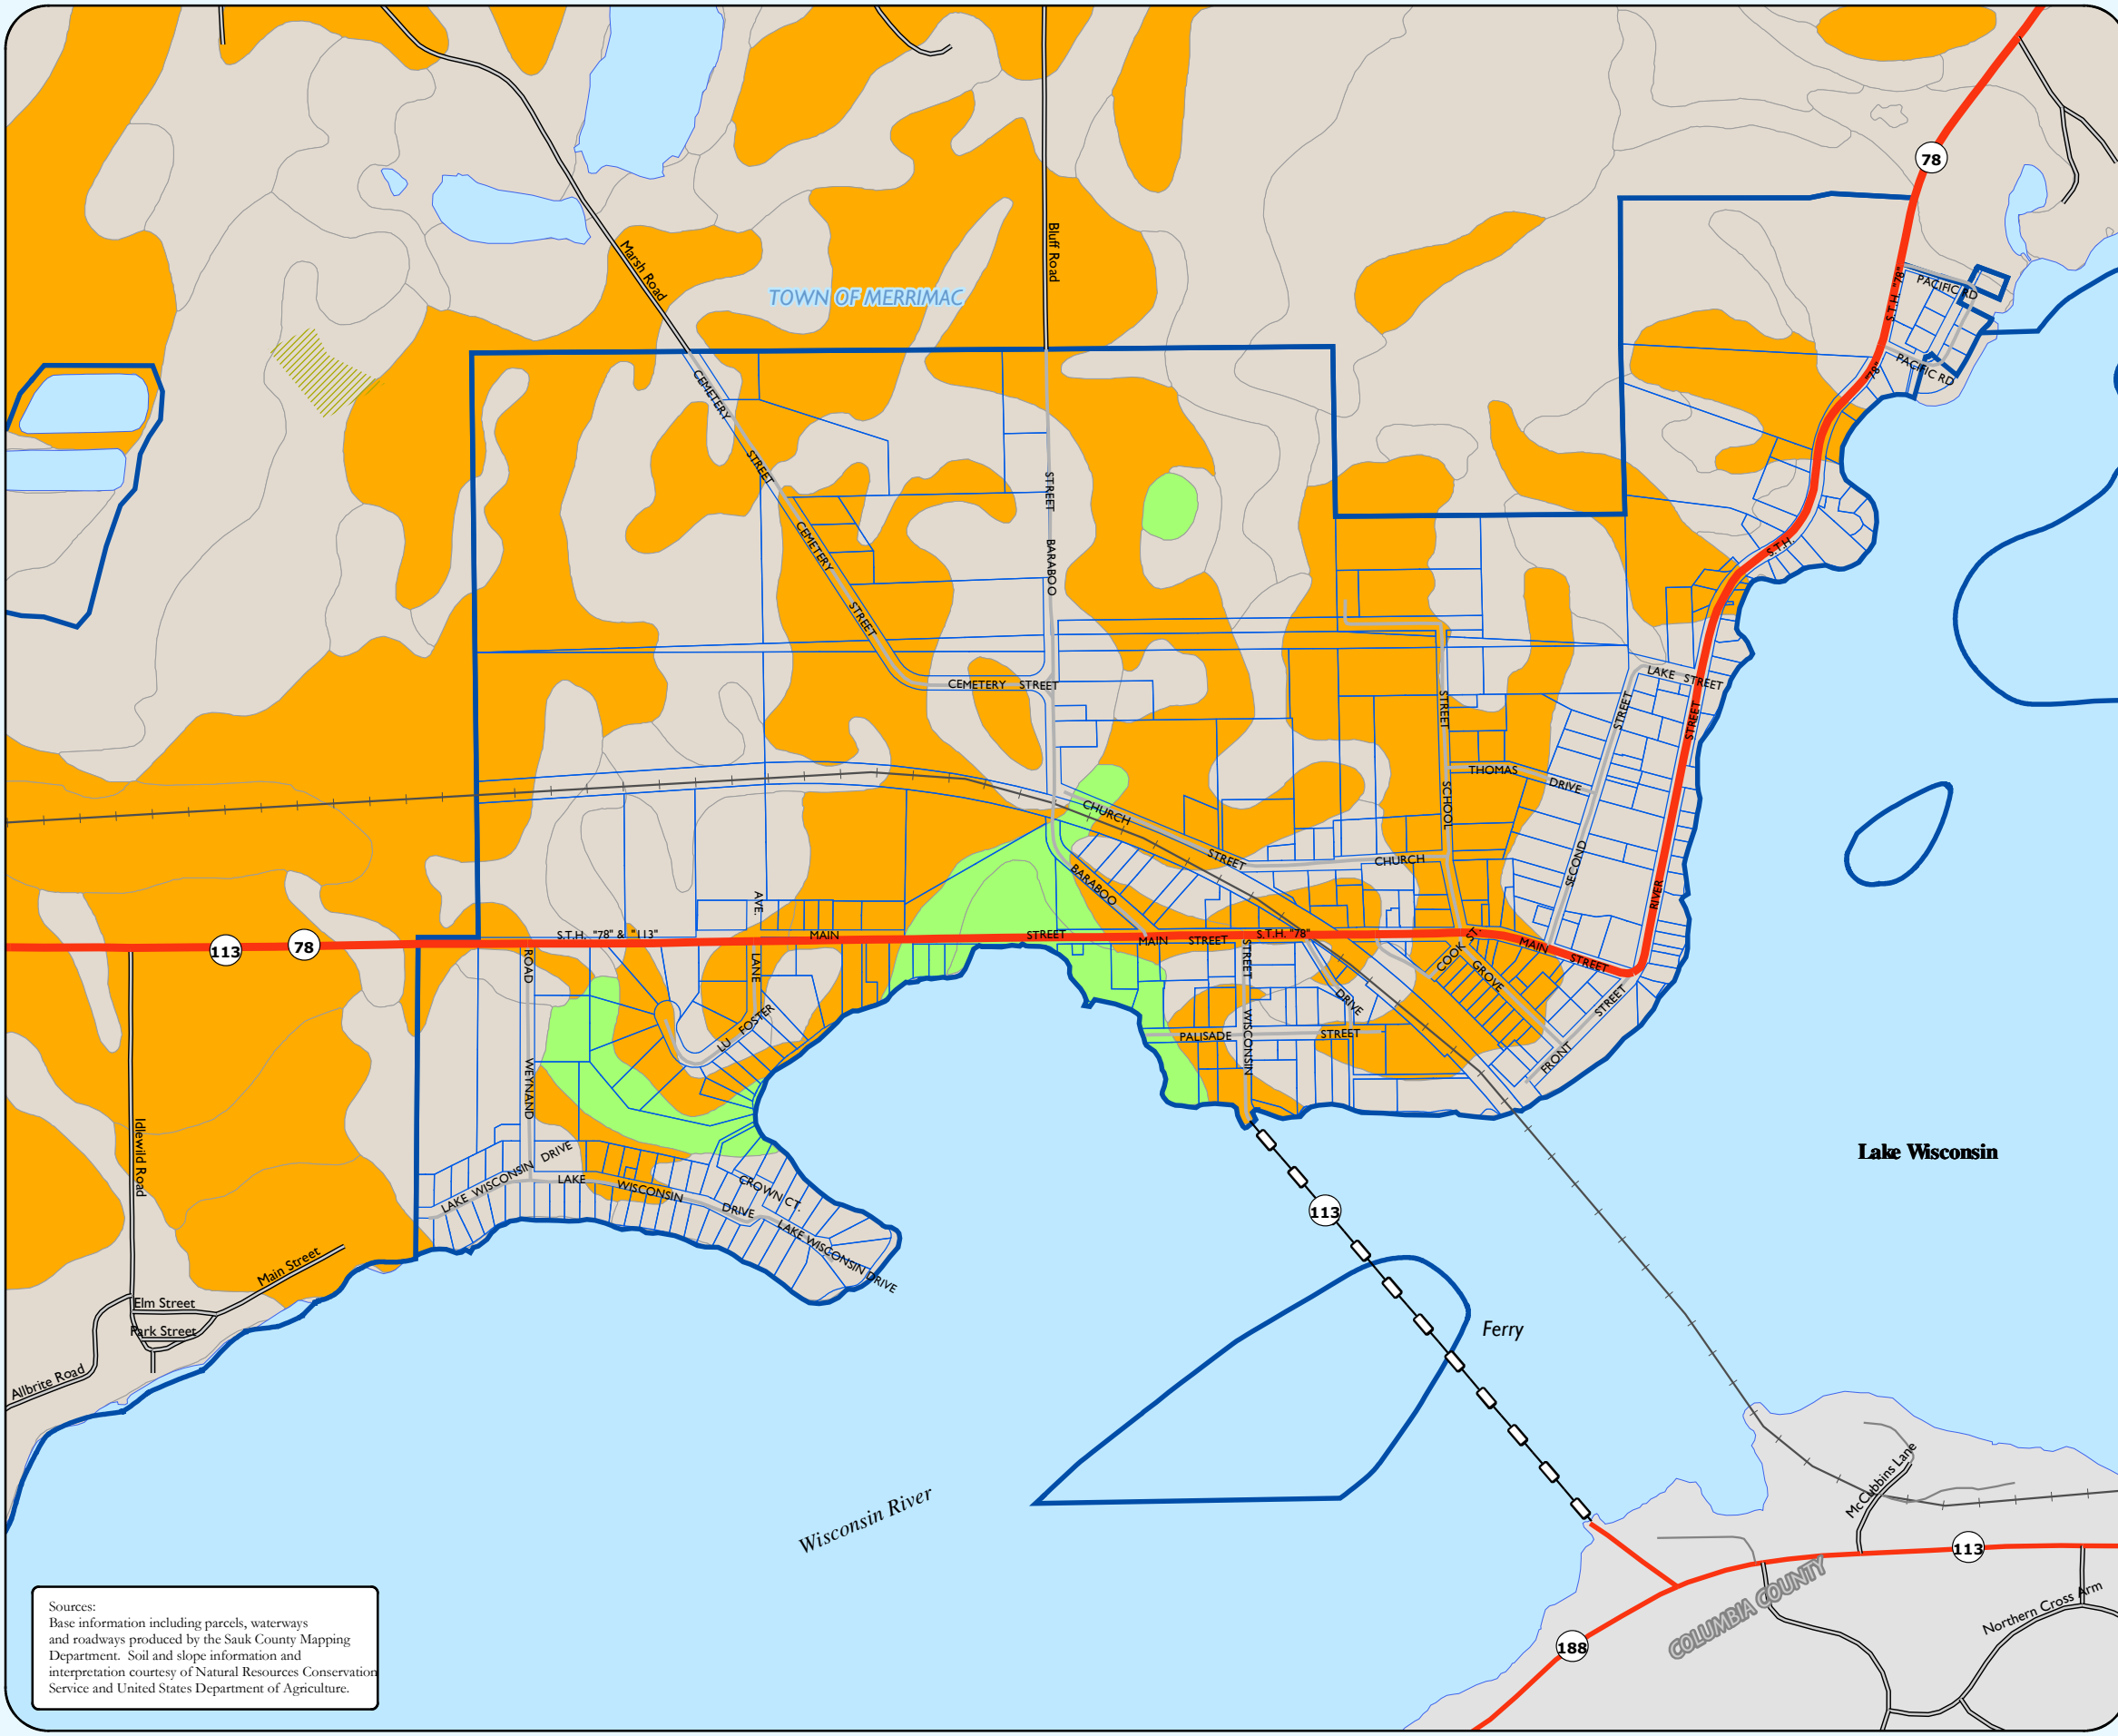 78
Marsh Road
Bluff Road
TOWN OF MERRIMAC
S.T.H. "78"
PACIFIC RD
PACIFIC RD
"78"
CEMETERY
STREET
STREET
CEMETERY
BARABOO
S.T.H.
STREET
CEMETERY STREET
LAKE STREET
STREET
STREET
STREET
THOMAS
DRIVE
SCHOOL
CHURCH
STREET
CHURCH
SECOND
BARABOO
AVE.
RIVER
113
78
S.T.H. "78" & "113"
MAIN
STREET
MAIN
STREET
S.T.H. "78"
COOK ST.
MAIN
STREET
ROAD
LANE
STREET
GROVE
DRIVE
STREET
LU
FOSTER
WISCONSIN
PALISADE
STREET
FRONT
WEYNAND
Idlewild Road
LAKE WISCONSIN DRIVE
LAKE
WISCONSIN
DRIVE
CROWN CT.
LAKE WISCONSIN DRIVE
Lake Wisconsin
113
Main Street
Elm Street
Park Street
Allbrite Road
Ferry
Wisconsin River
McCubbins Lane
113
COLUMBIA COUNTY
Northern Cross Arm
188
Sources:
Base information including parcels, waterways
and roadways produced by the Sauk County Mapping
Department. Soil and slope information and
interpretation courtesy of Natural Resources Conservation
Service and United States Department of Agriculture.